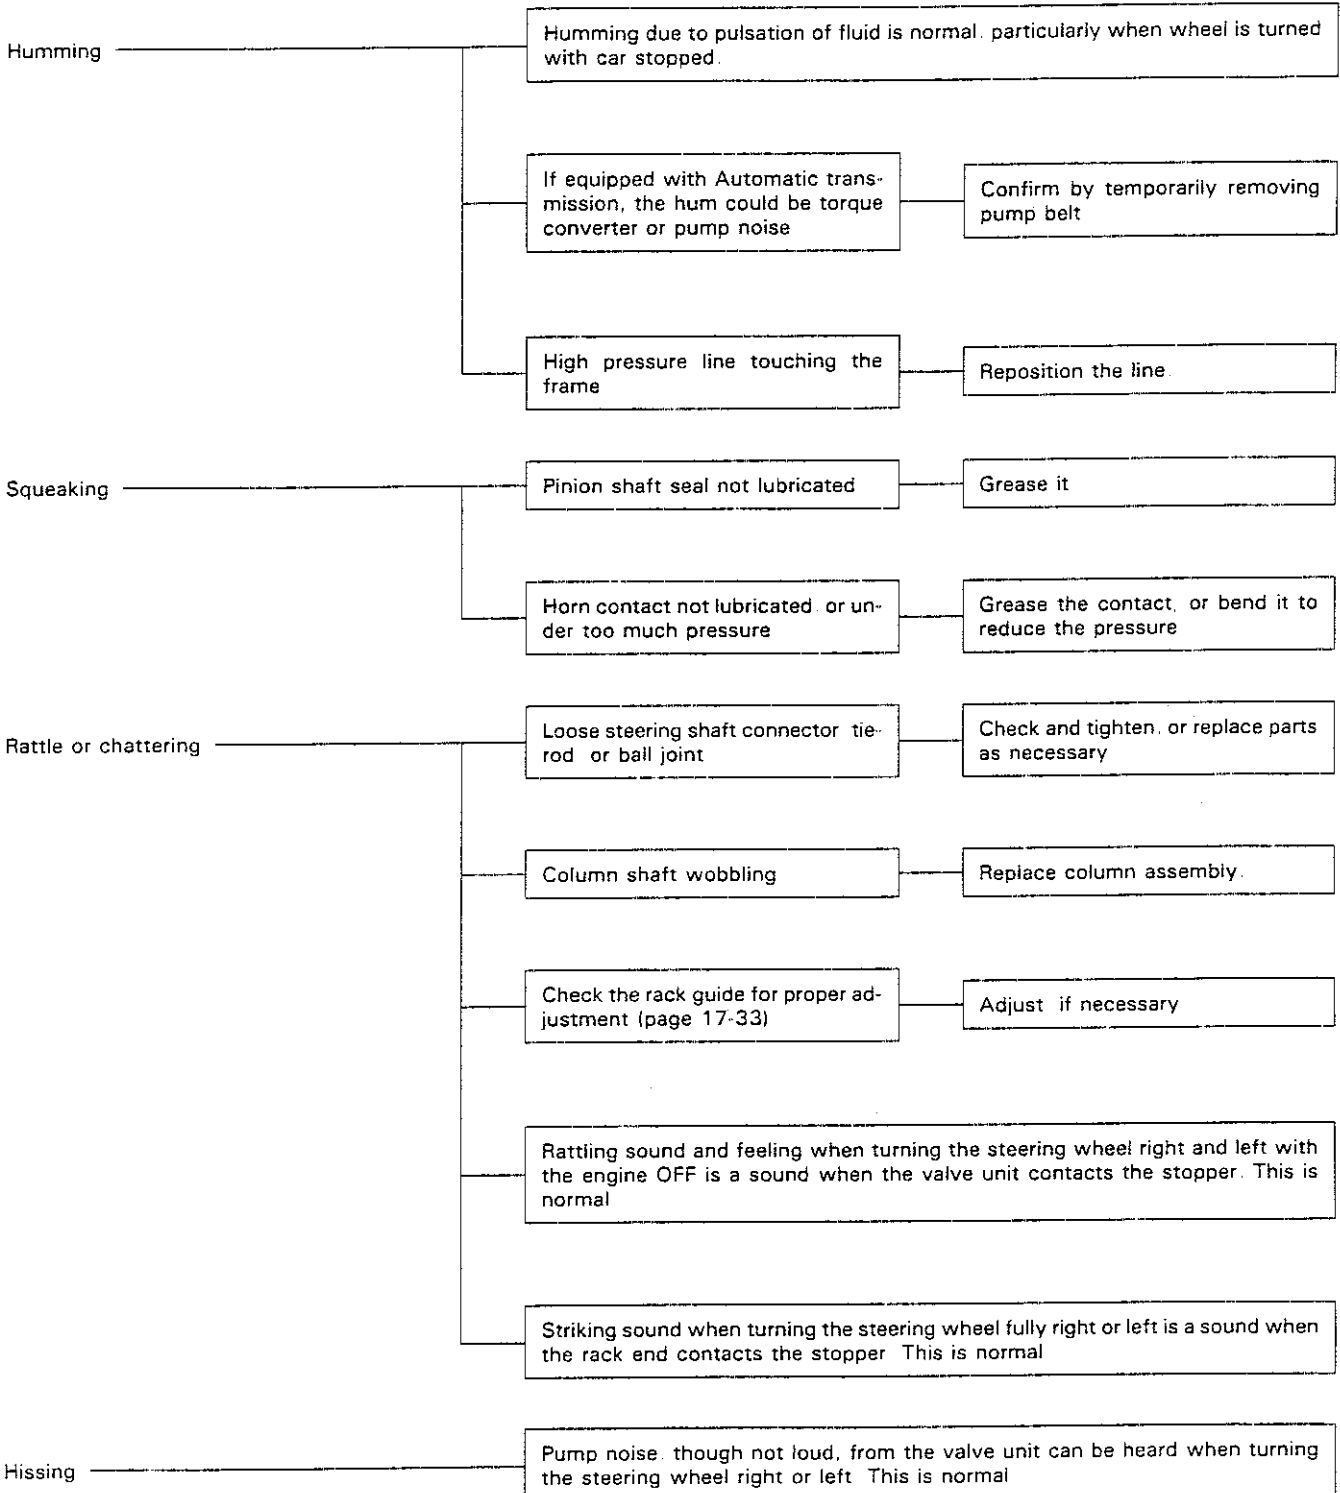 Humming
Humming due to pulsation of fluid is normal. particularly when wheel is turned
with car stopped.
If equipped with Automatic trans-
mission, the hum could be torque
converter or pump noise
Confirm by temporarily removing
pump belt
High pressure line touching the
frame
Reposition the line.
Squeaking
Pinion shaft seal not lubricated
Grease it
Horn contact not lubricated. or un-
der too much pressure
Grease the contact, or bend it to
reduce the pressure
Rattle or chattering
Loose steering shaft connector tie-
rod or ball joint
Check and tighten. or replace parts
as necessary
Column shaft wobbling
Replace column assembly.
Check the rack guide for proper ad-
justment (page 17-33)
Adjust if necessary
Rattling sound and feeling when turning the steering wheel right and left with
the engine OFF is a sound when the valve unit contacts the stopper. This is
normal
Striking sound when turning the steering wheel fully right or left is a sound when
the rack end contacts the stopper This is normal
Hissing
Pump noise. though not loud, from the valve unit can be heard when turning
the steering wheel right or left This is normal